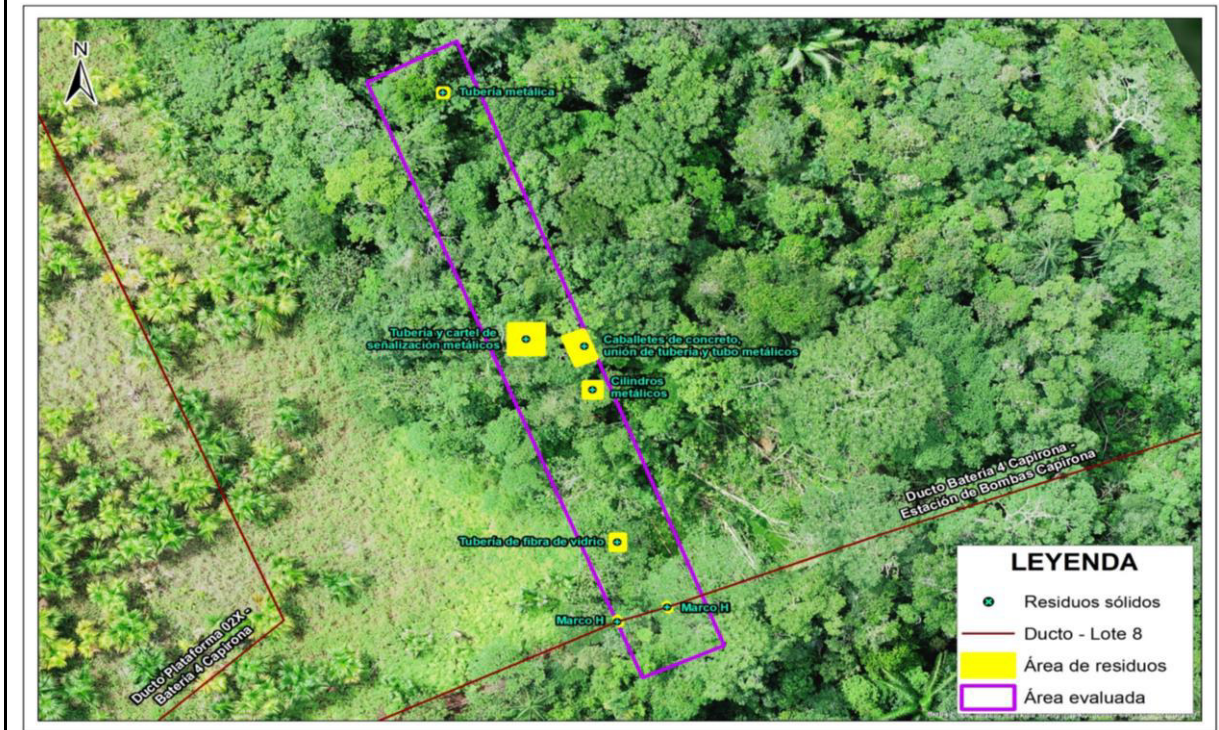 N
Tubería metálica
Tubería y cartel de
señalización metálicos
Caballetes de concreto,
unión de tubería y tubo metálicos
Cilindros
metálicos
Ducto Batería 4 Capirona -
Estación de Bombas Capirona
Tubería de fibra de vidrio
Marco H
Marco H
Ducto Plataforma 02X -
Batería 4 Capirona
LEYENDA
Residuos sólidos
Ducto - Lote 8
Área de residuos
Área evaluada